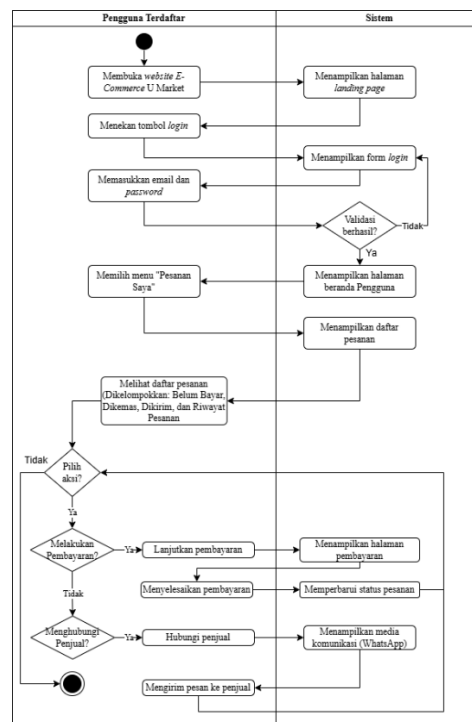 Pengguna Terdaftar
Sistem
Membuka website E-
Commerce U Market
Menampilkan halaman
landing page
Menekan tombol login
Menampilkan form login
Memasukkan email dan
password
Validasi
berhasil?
Tidak
Ya
Memilih menu "Pesanan
Saya"
Menampilkan halaman
beranda Pengguna
Menampilkan daftar
pesanan
Melihat daftar pesanan
(Dikelompokkan: Belum Bayar,
Dikemas, Dikirim, dan Riwayat
Pesanan
Tidak
Pilih
aksi?
Ya
Melakukan
Pembayaran?
Ya
Lanjutkan pembayaran
Menampilkan halaman
pembayaran
Menyelesaikan pembayaran
Memperbarui status pesanan
Tidak
Menghubungi
Penjual?
Ya
Hubungi penjual
Menampilkan media
komunikasi (WhatsApp)
Mengirim pesan ke penjual